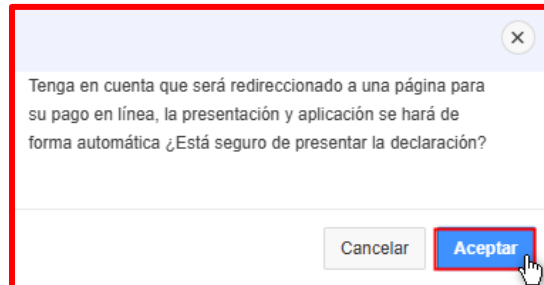 Tenga en cuenta que será redireccionado a una página para
su pago en línea, la presentación y aplicación se hará de
forma automática ¿Está seguro de presentar la declaración?
Cancelar
Aceptar